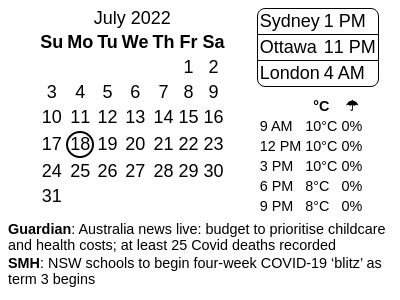 July 2022
Su Mo Tu We Th Fr Sa
1 2
3 4 5 6 7 8 9
10 11 12 13 14 15 16
17 18 19 20 21 22 23
24 25 26 27 28 29 30
31
Sydney 1 PM
Ottawa 11 PM
London 4 AM
°C ☂
9 AM 10°C 0%
12 PM 10°C 0%
3 PM 10°C 0%
6 PM 8°C 0%
9 PM 8°C 0%
Guardian: Australia news live: budget to prioritise childcare
and health costs; at least 25 Covid deaths recorded
SMH: NSW schools to begin four-week COVID-19 ‘blitz’ as
term 3 begins